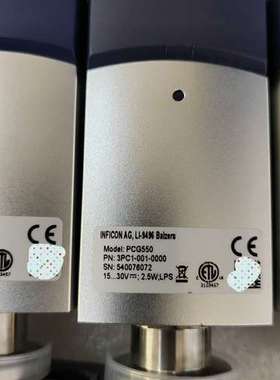 INFICON AG, LI-9496 Balzers
Model: PCG550
PN: 3PC1-001-0000
SN: 540076072
15...30V⎓; 2.5W;LPS
CE
ETL
CE